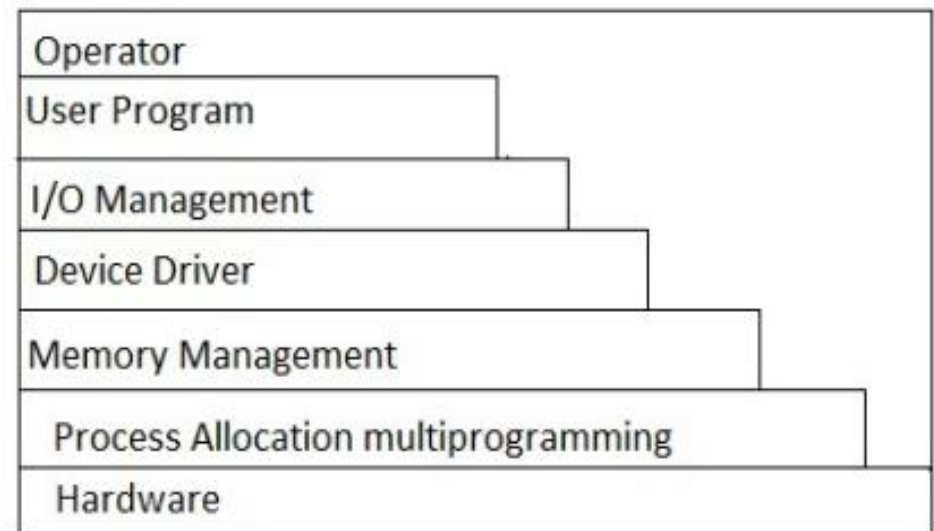 Operator
User Program
I/O Management
Device Driver
Memory Management
Process Allocation multiprogramming
Hardware